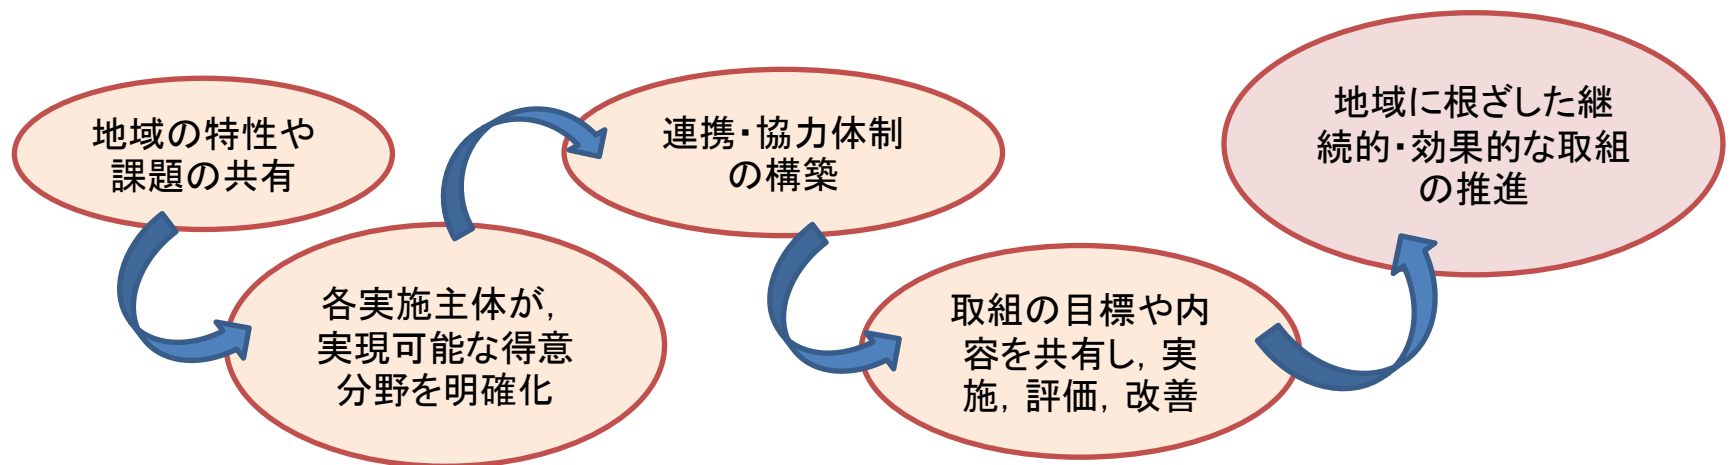 地域の特性や
課題の共有
各実施主体が，
実現可能な得意
分野を明確化
連携・協力体制
の構築
取組の目標や内
容を共有し，実
施，評価，改善
地域に根ざした継
続的・効果的な取組
の推進